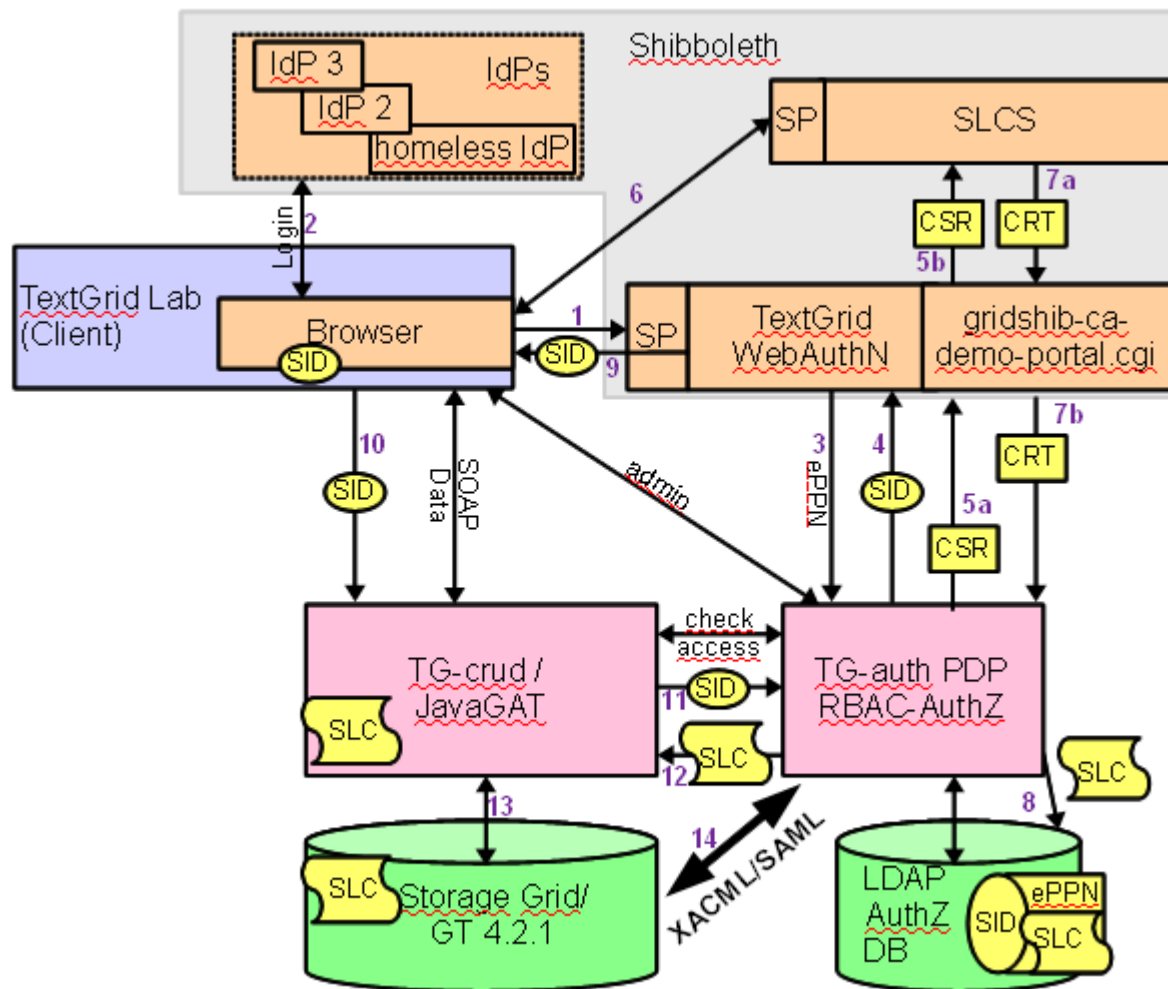 Shibboleth
IdP 3
IdPs
IdP 2
homeless IdP
SP
SLCS
6
7a
2
Login
CSR
CRT
5b
TextGrid Lab
(Client)
Browser
SID
1
SID
9
SP
TextGrid
WebAuthN
gridshib-ca-
demo-portal.cgi
7b
10
SID
SOAP
Data
admin
3
ePPN
4
SID
5a
CSR
CRT
TG-crud /
JavaGAT
SLC
check
access
11
SID
12
SLC
TG-auth PDP
RBAC-AuthZ
SLC
8
13
14
XACML/SAML
SLC
Storage Grid/
GT 4.2.1
LDAP
AuthZ
DB
SID
ePPN
SLC